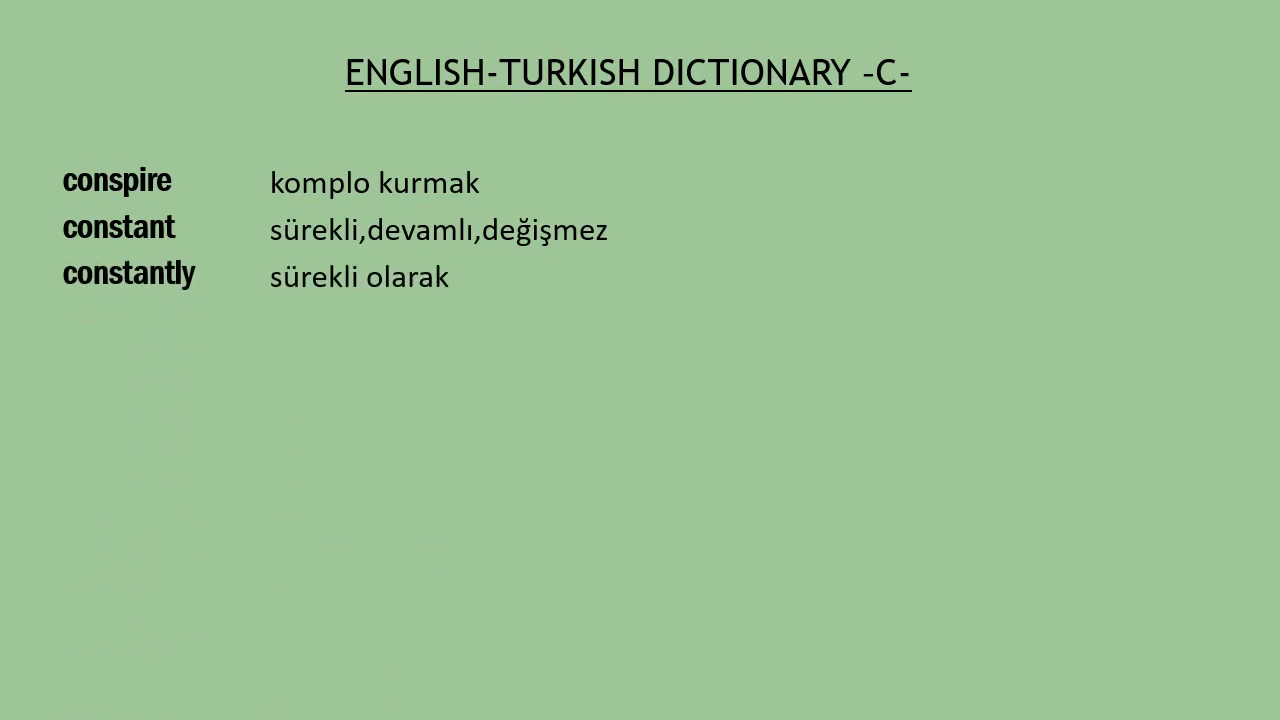 ENGLISH-TURKISH DICTIONARY –C-
conspire komplo kurmak
constant sürekli,devamlı,değişmez
constantly sürekli olarak